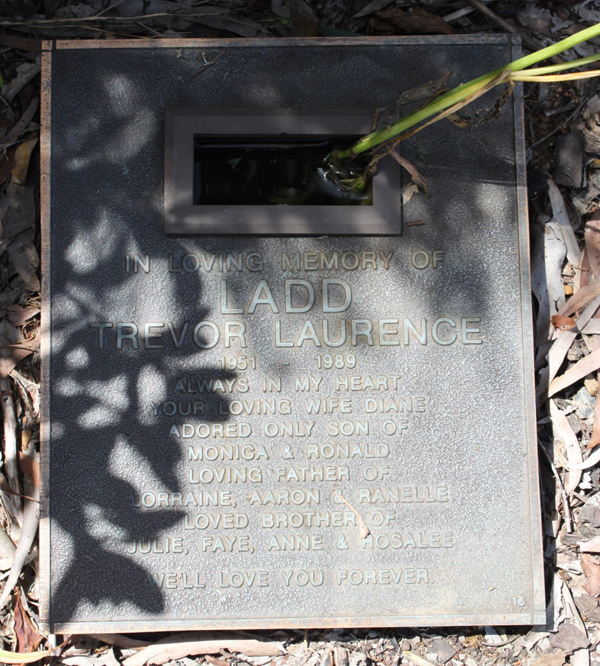 IN LOVING MEMORY OF
LADD
TREVOR LAURENCE
1951 — 1989
ALWAYS IN MY HEART
YOUR LOVING WIFE DIANE
ADORED ONLY SON OF
MONICA & RONALD
LOVING FATHER OF
LORRAINE, AARON & RANELLE
LOVED BROTHER OF
JULIE, FAYE, ANNE & ROSALEE
WE'LL LOVE YOU FOREVER.